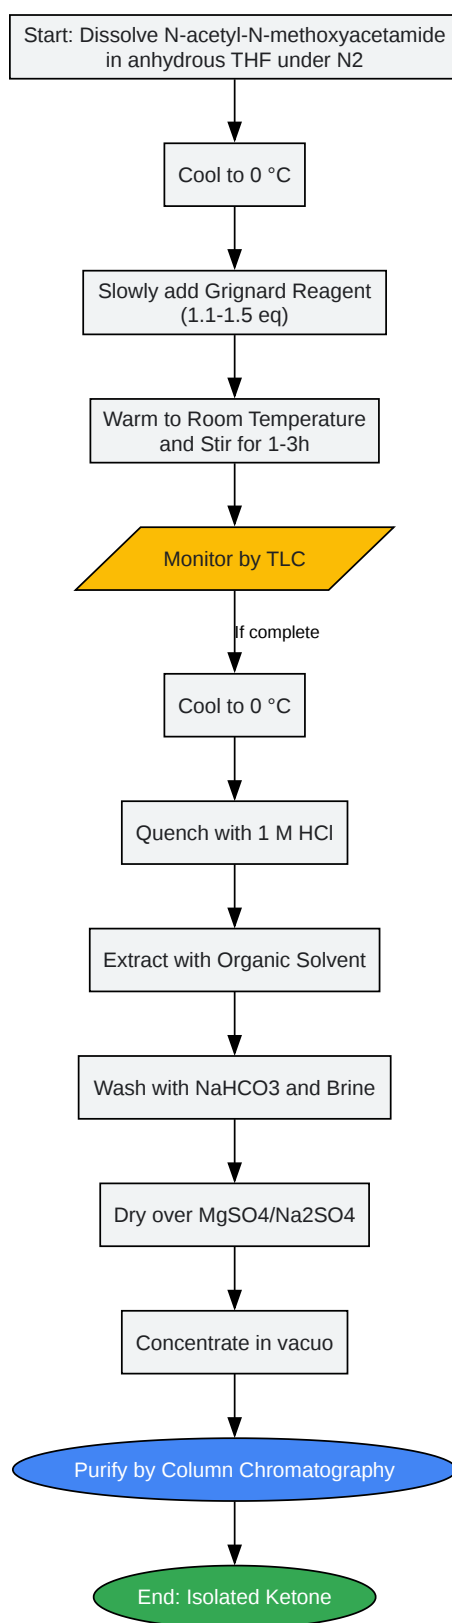 Start: Dissolve N-acetyl-N-methoxyacetamide
in anhydrous THF under N2
Cool to 0 °C
Slowly add Grignard Reagent
(1.1-1.5 eq)
Warm to Room Temperature
and Stir for 1-3h
Monitor by TLC
If complete
Cool to 0 °C
Quench with 1 M HCl
Extract with Organic Solvent
Wash with NaHCO3 and Brine
Dry over MgSO4/Na2SO4
Concentrate in vacuo
Purify by Column Chromatography
End: Isolated Ketone